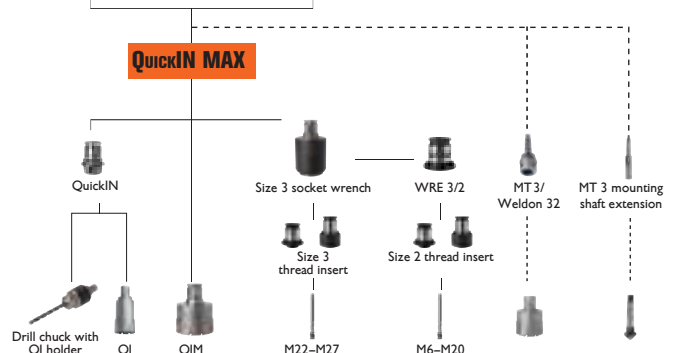 QUICKIN MAX
QuickIN
Size 3 socket wrench
WRE 3/2
MT 3/
Weldon 32
MT 3 mounting
shaft extension
Size 3
thread insert
Size 2 thread insert
Drill chuck with
QI holder
QI
QIM
M22–M27
M6–M20